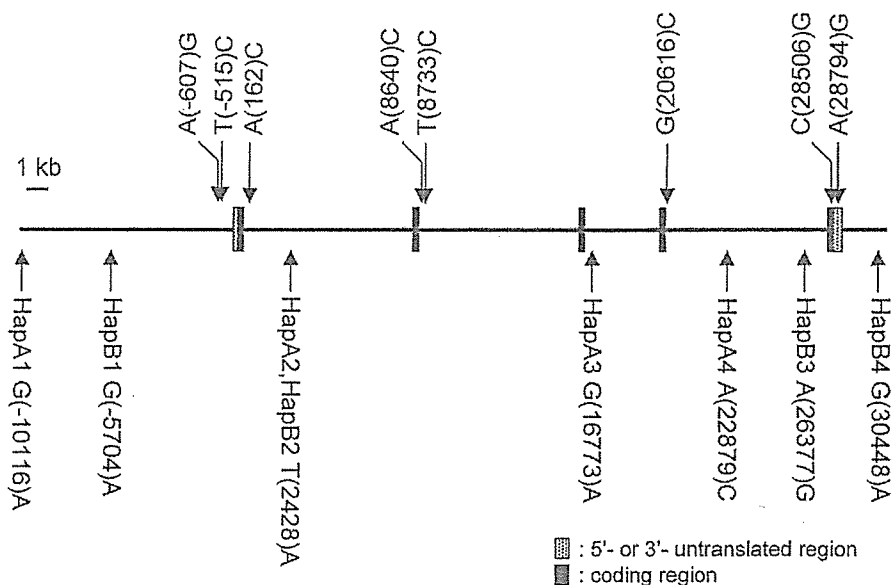 A(-607)G
T(-515)C
A(162)C
A(8640)C
T(8733)C
G(20616)C
C(28506)G
A(28794)G
1 kb
HapA1 G(-10116)A
HapB1 G(-5704)A
HapA2,HapB2 T(2428)A
HapA3 G(16773)A
HapA4 A(22879)C
HapB3 A(26377)G
HapB4 G(30448)A
: 5'- or 3'- untranslated region
: coding region